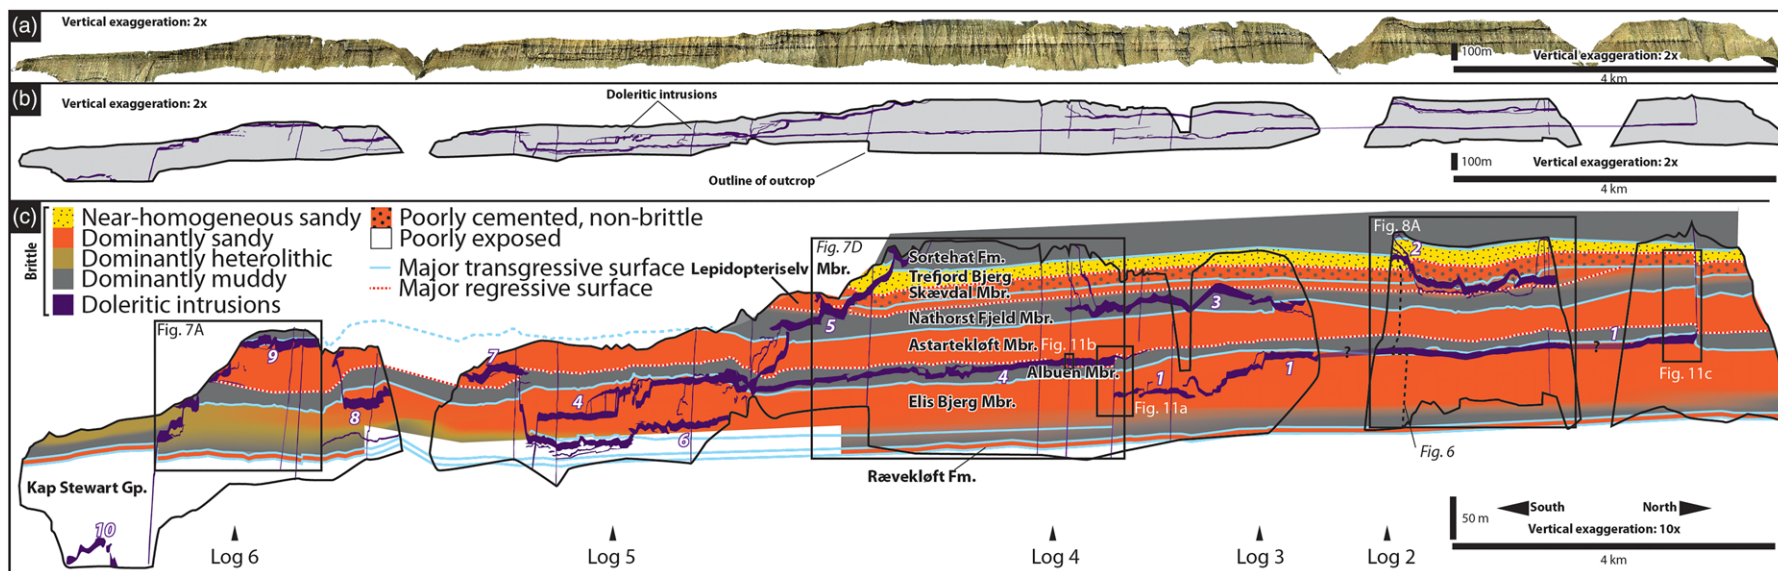 (a)
Vertical exaggeration: 2x
100m
Vertical exaggeration: 2x
4 km
(b)
Vertical exaggeration: 2x
Doleritic intrusions
Outline of outcrop
100m
Vertical exaggeration: 2x
4 km
(c)
Brittle
Near-homogeneous sandy
Dominantly sandy
Dominantly heterolithic
Dominantly muddy
Doleritic intrusions
Poorly cemented, non-brittle
Poorly exposed
Major transgressive surface
Major regressive surface
Lepidopteriselv Mbr.
Fig. 7D
Sortehat Fm.
Trefjord Bjerg
Skævdal Mbr.
Nathorst Fjeld Mbr.
Astartekløft Mbr.
Fig. 11b
Albuen Mbr.
Elis Bjerg Mbr.
Fig. 11a
Rævekløft Fm.
Fig. 8A
Fig. 6
Fig. 11c
Fig. 7A
Kap Stewart Gp.
9
8
7
4
6
5
4
3
1
1
2
?
?
1
10
Log 6
Log 5
Log 4
Log 3
Log 2
50 m
South
North
Vertical exaggeration: 10x
4 km